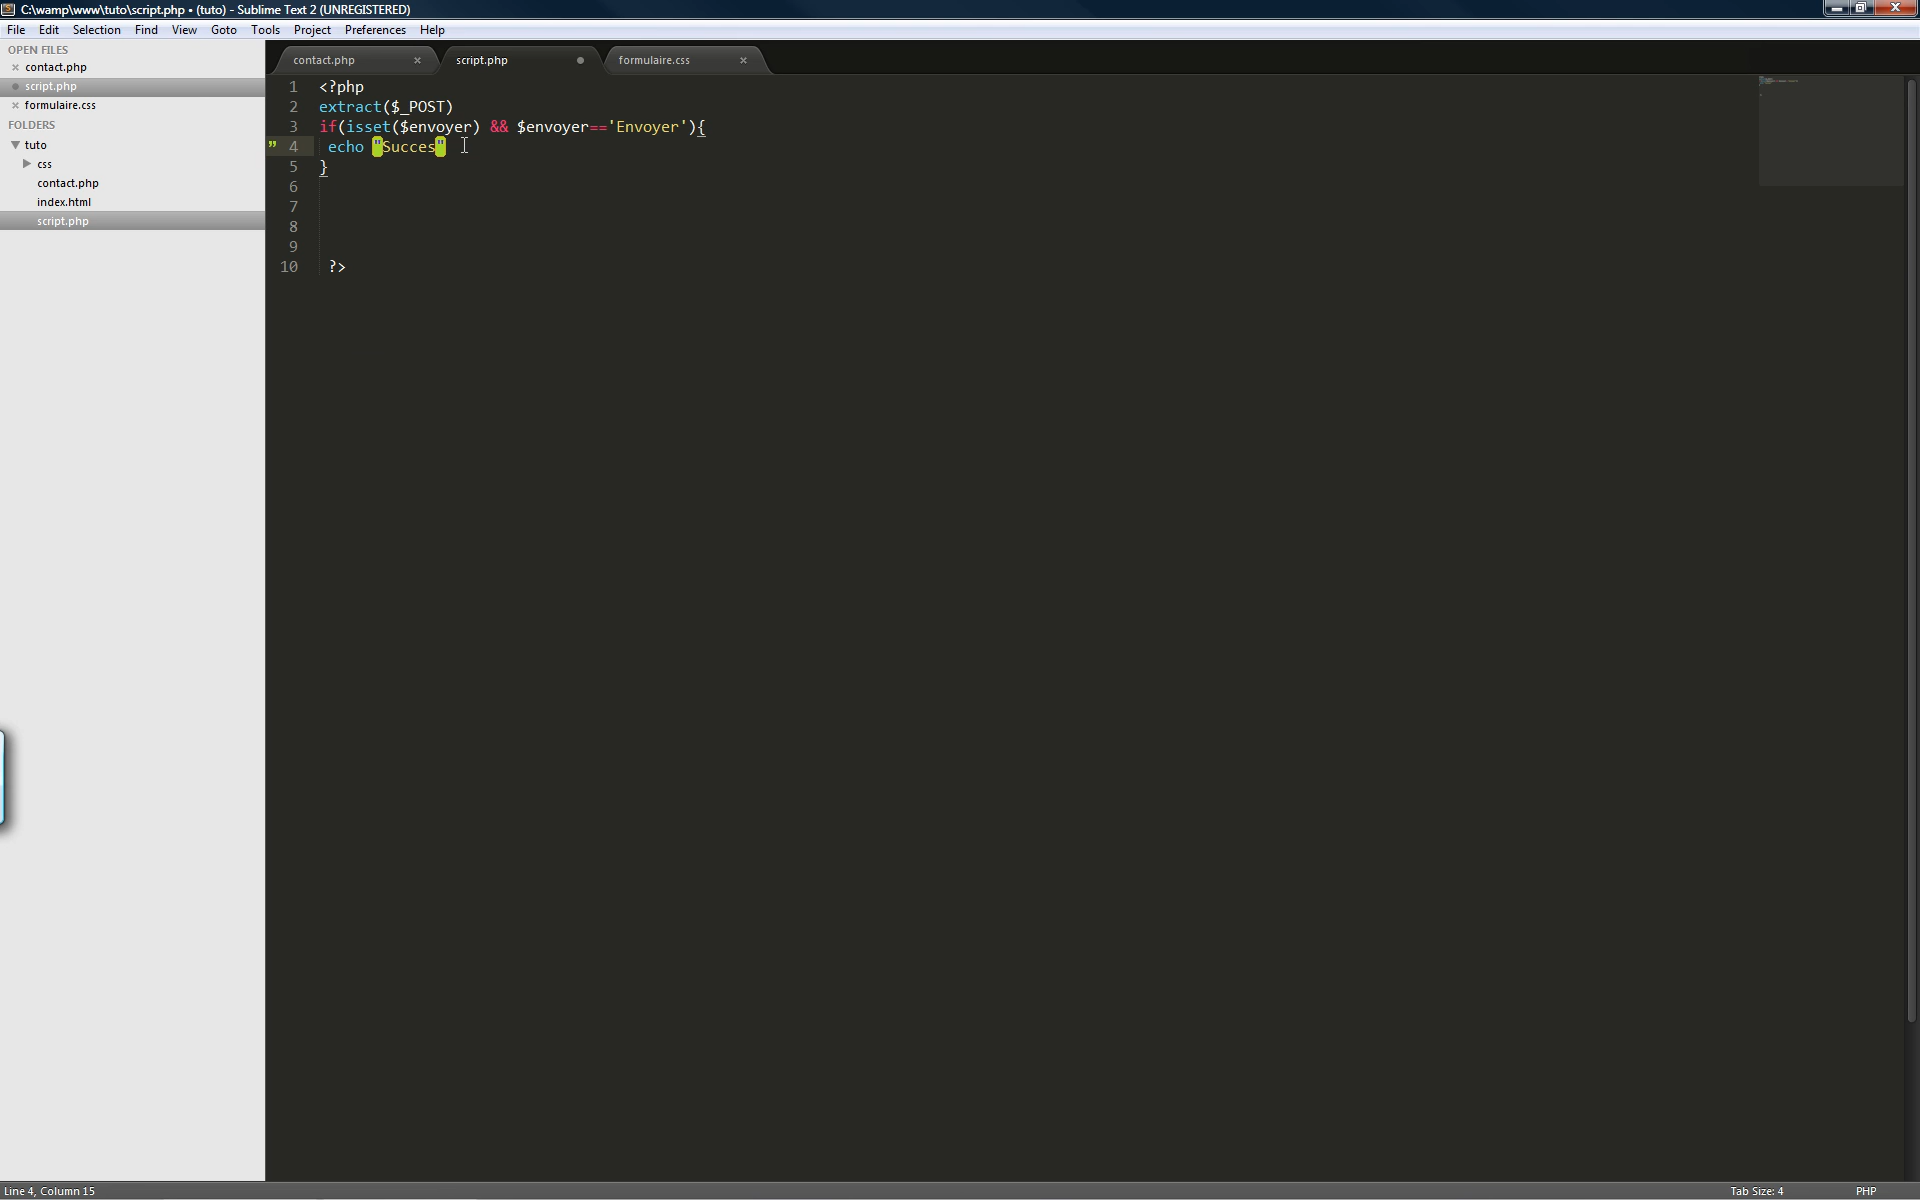 C:\wamp\www\tuto\script.php • (tuto) - Sublime Text 2 (UNREGISTERED)
File Edit Selection Find View Goto Tools Project Preferences Help
OPEN FILES
contact.php
script.php
formulaire.css
FOLDERS
tuto
css
contact.php
index.html
script.php
contact.php script.php formulaire.css
1 <?php
2 extract($_POST)
3 if(isset($envoyer) && $envoyer=='Envoyer'){
4 echo "Succes"
5 }
6
7
8
9
10 ?>
Line 4, Column 15 Tab Size: 4 PHP